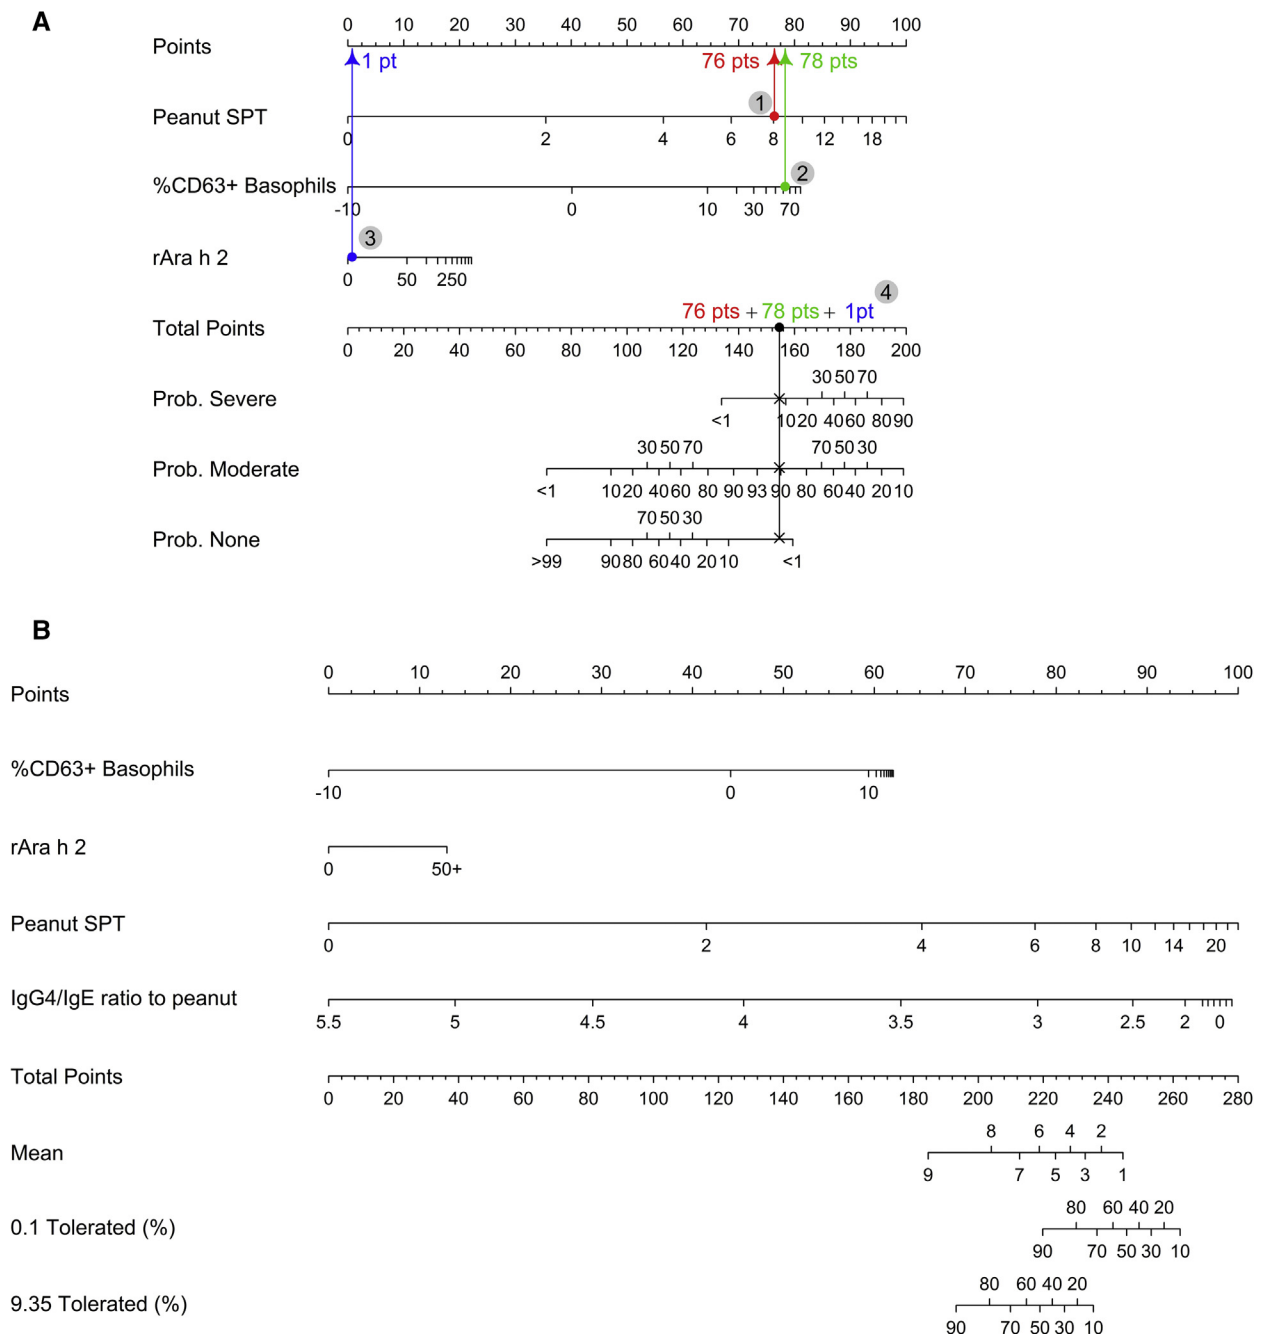 A
0 10 20 30 40 50 60 70 80 90 100
Points
1 pt 76 pts 78 pts
1
Peanut SPT
0 2 4 6 8 12 18
2
%CD63+ Basophils
-10 0 10 30 70
3
rAra h 2
0 50 250
4
76 pts + 78 pts + 1pt
Total Points
0 20 40 60 80 100 120 140 160 180 200
30 50 70
Prob. Severe
<1 10 20 40 60 80 90
30 50 70 70 50 30
Prob. Moderate
<1 10 20 40 60 80 90 93 90 80 60 40 20 10
70 50 30
Prob. None
>99 90 80 60 40 20 10 <1
B
0 10 20 30 40 50 60 70 80 90 100
Points
%CD63+ Basophils
-10 0 10
rAra h 2
0 50+
Peanut SPT
0 2 4 6 8 10 14 20
IgG4/IgE ratio to peanut
5.5 5 4.5 4 3.5 3 2.5 2 0
Total Points
0 20 40 60 80 100 120 140 160 180 200 220 240 260 280
8 6 4 2
Mean
9 7 5 3 1
80 60 40 20
0.1 Tolerated (%)
90 70 50 30 10
80 60 40 20
9.35 Tolerated (%)
90 70 50 30 10